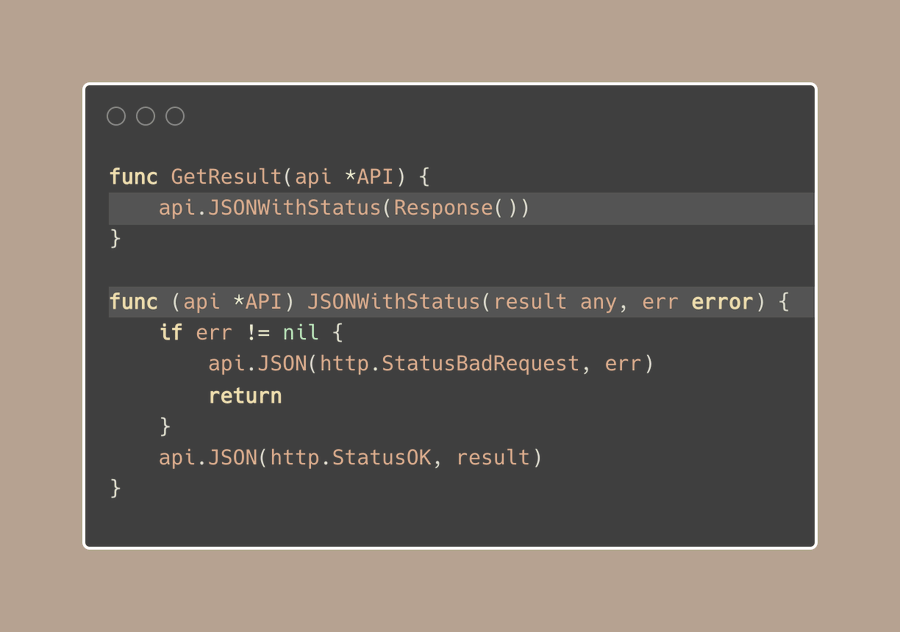 func GetResult(api *API) {
    api.JSONWithStatus(Response())
}

func (api *API) JSONWithStatus(result any, err error) {
    if err != nil {
        api.JSON(http.StatusBadRequest, err)
        return
    }
    api.JSON(http.StatusOK, result)
}